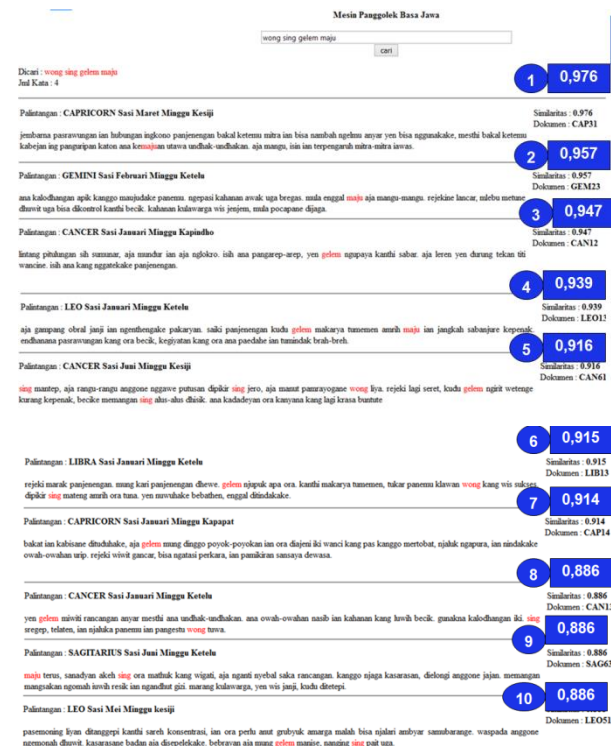 Mesin Panggolek Basa Jawa
wong sing gelem maju
cari
Dicari : wong sing gelem maju
Jml Kata : 4
1 0,976
Palintangan : CAPRICORN Sasi Maret Minggu Kesiji
Similaritas : 0.976
Dokumen : CAP31
jembarna pasrawungan ian hubungan ingkono panjenengan bakal ketemu mitra ian bisa nambah ngelmu anyar yen bisa nggunakake, mesthi bakal ketemu
kabejan ing panguripan katon ana kemajuan utawa undhak-undhakan. aja mangu, isin ian terpengaruh mitra-mitra iawas.
2 0,957
Palintangan : GEMINI Sasi Februari Minggu Ketelu
Similaritas : 0.957
Dokumen : GEM23
ana kalodhangan apik kanggo maujudake panemu. ngepasi kahanan awak uga bregas. mula enggal maju aja mangu-mangu. rejekine lancar, mlebu metune
dhuwit uga bisa dikontrol kanthi becik. kahanan kulawarga wis jenjem, mula pocapane dijaga.
3 0,947
Palintangan : CANCER Sasi Januari Minggu Kapindho
Similaritas : 0.947
Dokumen : CAN12
lintang pitulungan sih sumunar, aja mundur ian aja nglokro. isih ana pangarep-arep, yen gelem ngupaya kanthi sabar. aja leren yen durung tekan titi
wancine. isih ana kang nggatekake panjenengan.
4 0,939
Palintangan : LEO Sasi Januari Minggu Ketelu
Similaritas : 0.939
Dokumen : LEO13
aja gampang obral janji ian ngenthengake pakaryan. saiki panjenengan kudu gelem makarya tumemen amrih maju ian jangkah sabanjure kepenak.
endhanana pasrawungan kang ora becik, kegiyatan kang ora ana paedahe ian tumindak brah-breh.
5 0,916
Palintangan : CANCER Sasi Juni Minggu Kesiji
Similaritas : 0.916
Dokumen : CAN61
sing mantep, aja rangu-rangu anggone nggawe putusan dipikir sing jero, aja manut pamrayogane wong liya. rejeki lagi seret, kudu gelem ngirit wetenge
kurang kepenak, becike memangan sing alus-alus dhisik. ana kadadeyan ora kanyana kang lagi krasa buntute
6 0,915
Palintangan : LIBRA Sasi Januari Minggu Ketelu
Similaritas : 0.915
Dokumen : LIB13
rejeki marak panjenengan. mung kari panjenengan dhewe. gelem njupuk apa ora. kanthi makarya tumemen, tukar panemu klawan wong kang wis sukses.
dipikir sing mateng amrih ora tuna. yen muwuhake bebathen, enggal ditindakake.
7 0,914
Palintangan : CAPRICORN Sasi Januari Minggu Kapapat
Similaritas : 0.914
Dokumen : CAP14
bakat ian kabisane dituduhake, aja gelem mung dinggo poyok-poyokan ian ora diajeni iki wanci kang pas kanggo mertobat, njaluk ngapura, ian nindakake
owah-owahan urip. rejeki wiwit gancar, bisa ngatasi perkara, ian pamikiran sansaya dewasa.
8 0,886
Palintangan : CANCER Sasi Januari Minggu Ketelu
Similaritas : 0.886
Dokumen : CAN13
yen gelem miwiti rancangan anyar mesthi ana undhak-undhakan. ana owah-owahan nasib ian kahanan kang luwih becik. gunakna kalodhangan iki. sing
sregep, telaten, ian njaluka panemu ian pangestu wong tuwa.
9 0,886
Palintangan : SAGITARIUS Sasi Juni Minggu Ketelu
Similaritas : 0.886
Dokumen : SAG63
maju terus, sanadyan akeh sing ora mathuk kang wigati, aja nganti nyebal saka rancangan. kanggo njaga kasarasan, dielongi anggone jajan. memangan
mangsakan ngomah iuwih resik ian ngandhut gizi. marang kulawarga, yen wis janji, kudu ditetepi.
10 0,886
Palintangan : LEO Sasi Mei Minggu kesiji
Dokumen : LEO51
pasemoning liyan ditanggepi kanthi sareh konsentrasi, ian ora perlu anut grubyuk amarga malah bisa njalari ambyar samubarange. waspada anggone
ngemonah dhuwit. kasarasane badan aja disepelekake. bebrayan aja mung gelem manise, nanging sing pait uga.